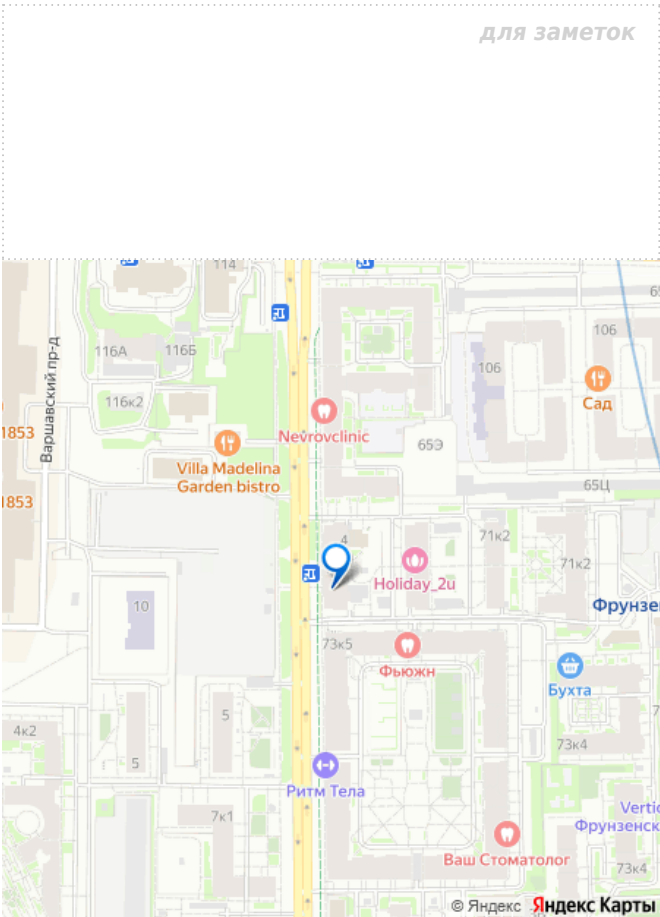 для заметок
114
65
116А
116Б
106
106
Варшавский пр-д
116к2
Сад
1853
Nevrovclinic
65Э
Villa Madelina
Garden bistro
65Ц
1853
4
71к2
71к2
Holiday_2u
10
Фрунзе
73к5
Фьюжн
Бухта
5
4к2
73к4
5
Ритм Тела
7к1
Vertic
Фрунзенск
Ваш Стоматолог
73к4
© Яндекс Яндекс Карты